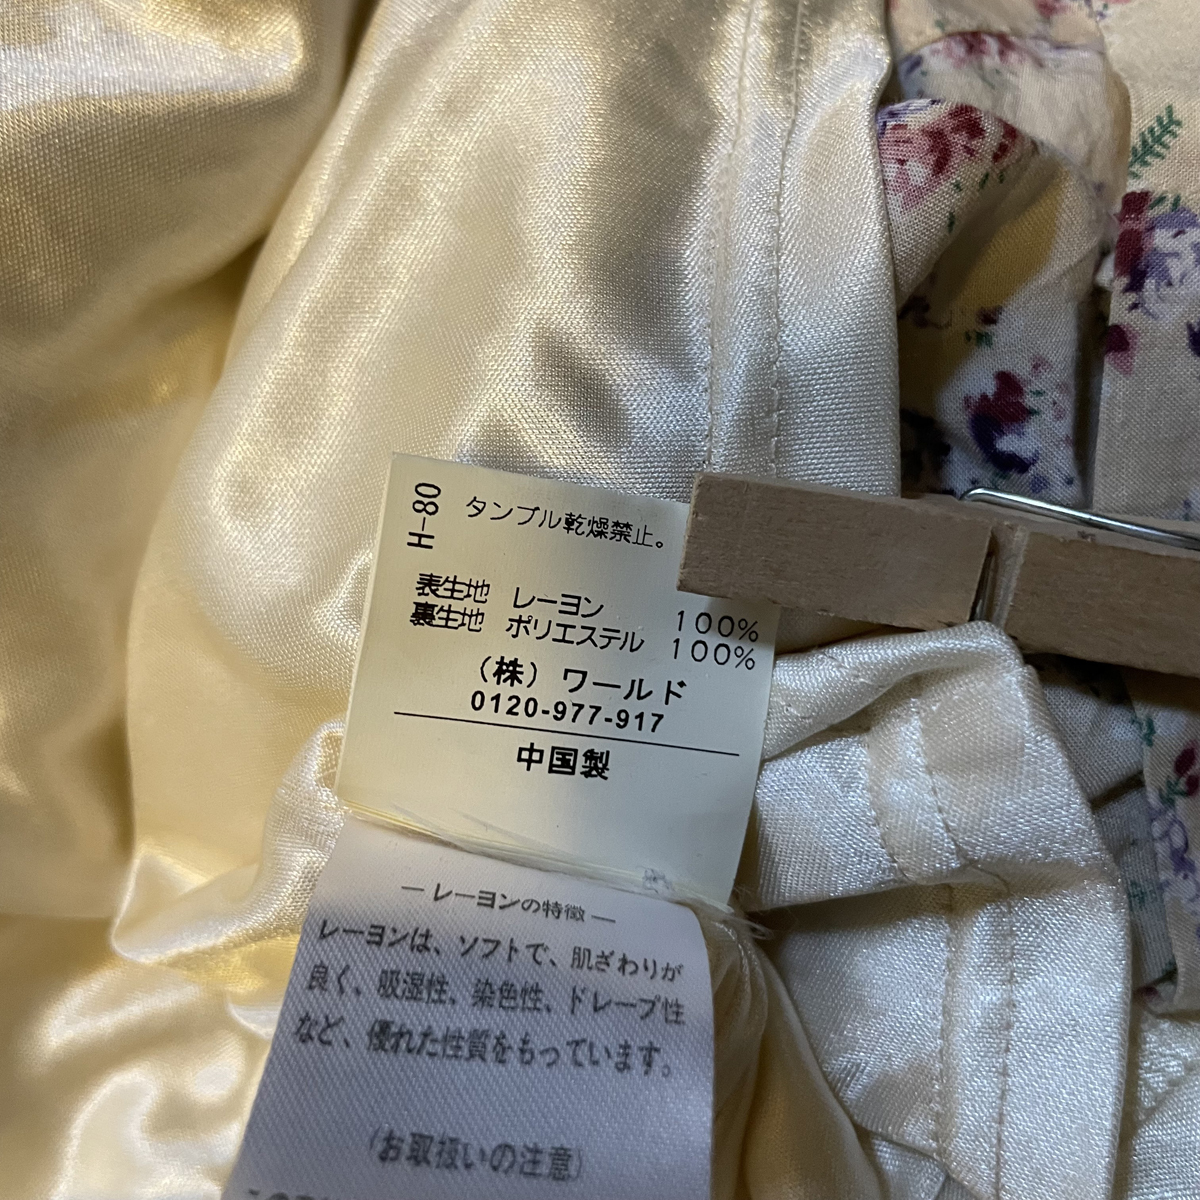 H-80
タンブル乾燥禁止。
表生地 レーヨン 100%
裏生地 ポリエステル 100%
(株) ワールド
0120-977-917
中国製
— レーヨンの特徴 —
レーヨンは、ソフトで、肌ざわりが
良く、吸湿性、染色性、ドレープ性
など、優れた性質をもっています。
(お取扱いの注意)